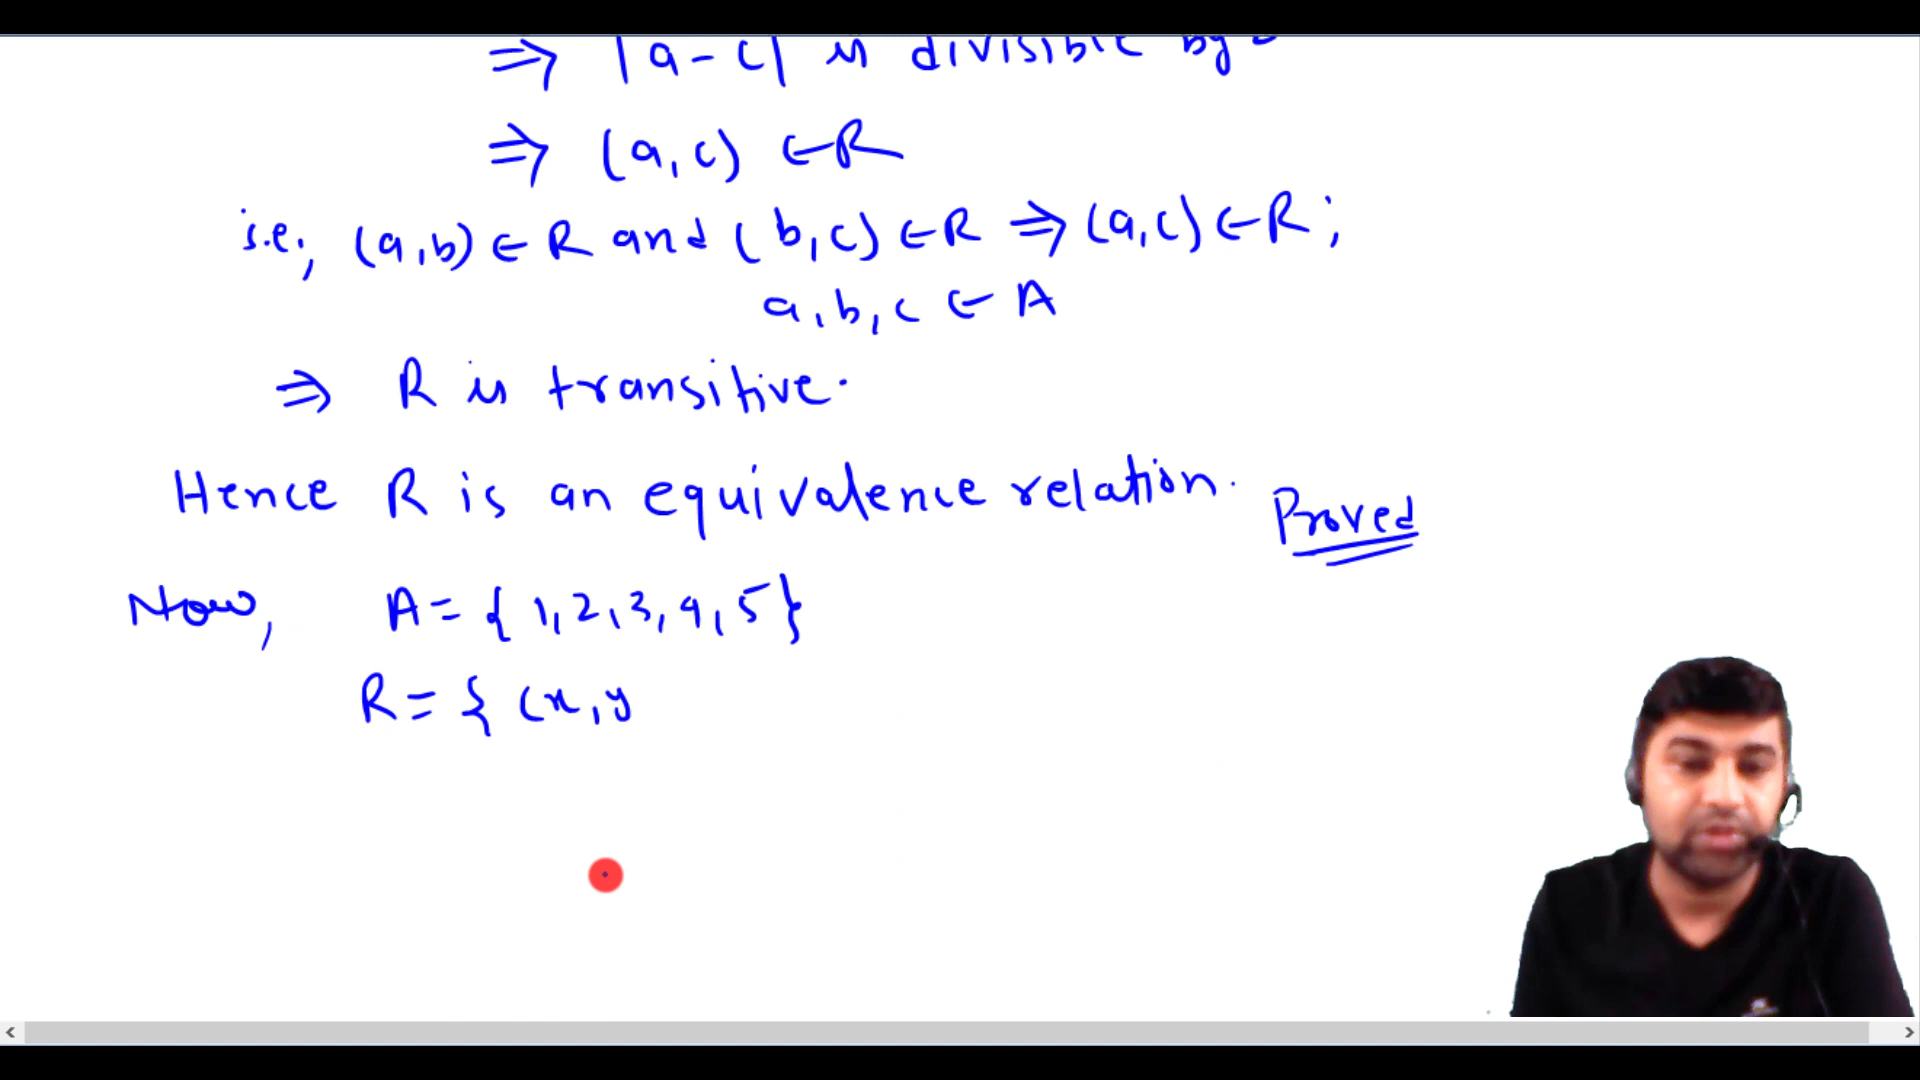 ⇒ |a-c| is divisible by
⇒ (a,c) ∈ R
i.e; (a,b) ∈ R and (b,c) ∈ R ⇒ (a,c) ∈ R ;
a,b,c ∈ A
⇒ R is transitive.
Hence R is an equivalence relation.
Proved
Now, A = { 1,2,3,4,5 }
R = { (x,y